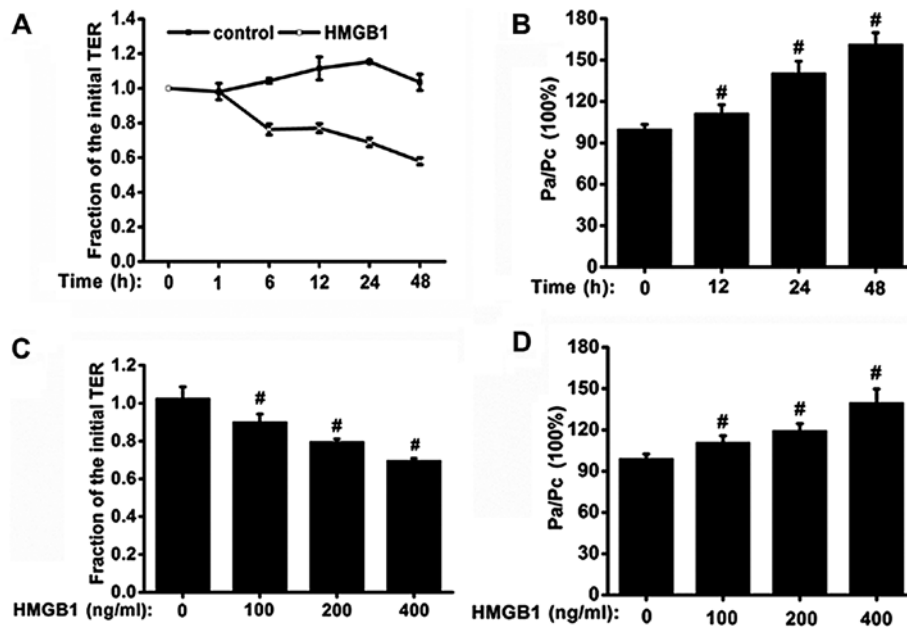 A
control HMGB1
Fraction of the initial TER
1.4
1.2
1.0
0.8
0.6
0.4
0.2
0.0
Time (h): 0 1 6 12 24 48
B
Pa/Pc (100%)
180
150
120
90
60
30
0
# # #
Time (h): 0 12 24 48
C
Fraction of the initial TER
1.2
1.0
0.8
0.6
0.4
0.2
0.0
# # #
HMGB1 (ng/ml): 0 100 200 400
D
Pa/Pc (100%)
180
150
120
90
60
30
0
# # #
HMGB1 (ng/ml): 0 100 200 400